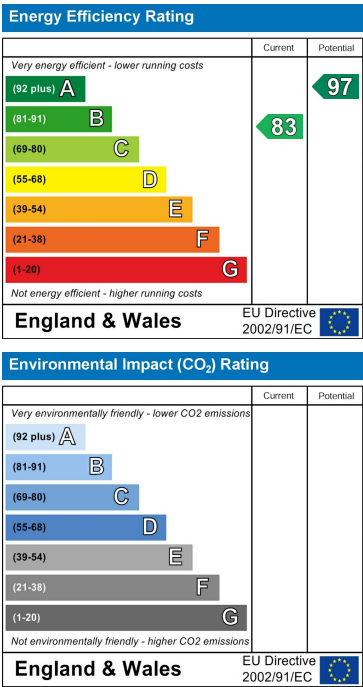 Energy Efficiency Rating
Current Potential
Very energy efficient - lower running costs
(92 plus) A
97
(81-91) B
83
(69-80) C
(55-68) D
(39-54) E
(21-38) F
(1-20) G
Not energy efficient - higher running costs
England & Wales
EU Directive
2002/91/EC
Environmental Impact (CO2) Rating
Current Potential
Very environmentally friendly - lower CO2 emissions
(92 plus) A
(81-91) B
(69-80) C
(55-68) D
(39-54) E
(21-38) F
(1-20) G
Not environmentally friendly - higher CO2 emissions
England & Wales
EU Directive
2002/91/EC